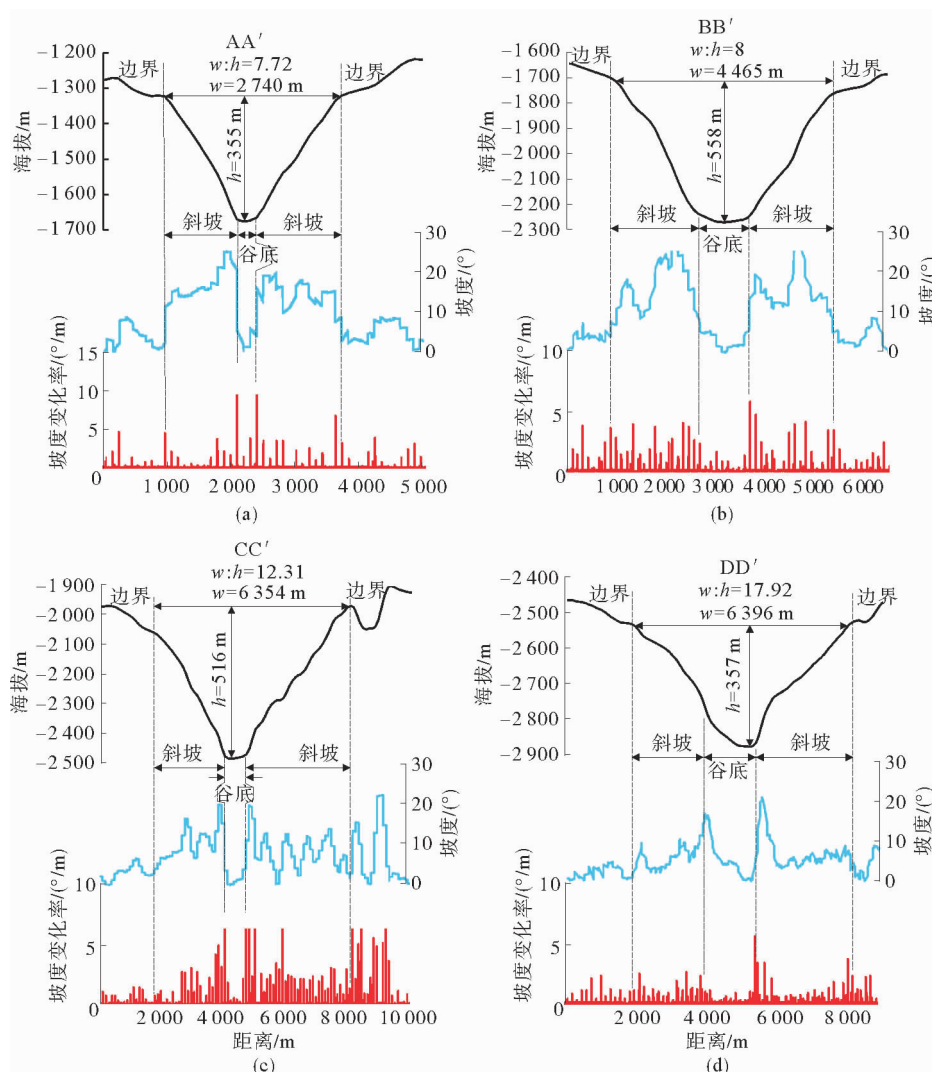 AA′
w:h=7.72
w=2 740 m
边界
边界
h=355 m
斜坡
谷底
斜坡
海拔/m
-1 200
-1 300
-1 400
-1 500
-1 600
-1 700
30
20
10
0
坡度/(°)
15
10
5
0
坡度变化率/(°/m)
1 000
2 000
3 000
4 000
5 000
(a)
BB′
w:h=8
w=4 465 m
边界
边界
h=558 m
斜坡
谷底
斜坡
海拔/m
-1 600
-1 700
-1 800
-1 900
-2 000
-2 100
-2 200
-2 300
30
20
10
0
坡度/(°)
10
5
0
坡度变化率/(°/m)
1 000
2 000
3 000
4 000
5 000
6 000
(b)
CC′
w:h=12.31
w=6 354 m
边界
边界
h=516 m
斜坡
谷底
斜坡
海拔/m
-1 900
-2 000
-2 100
-2 200
-2 300
-2 400
-2 500
30
20
10
0
坡度/(°)
10
5
0
坡度变化率/(°/m)
2 000
4 000
6 000
8 000
10 000
距离/m
(c)
DD′
w:h=17.92
w=6 396 m
边界
边界
h=357 m
斜坡
谷底
斜坡
海拔/m
-2 400
-2 500
-2 600
-2 700
-2 800
-2 900
30
20
10
0
坡度/(°)
10
5
0
坡度变化率/(°/m)
2 000
4 000
6 000
8 000
距离/m
(d)